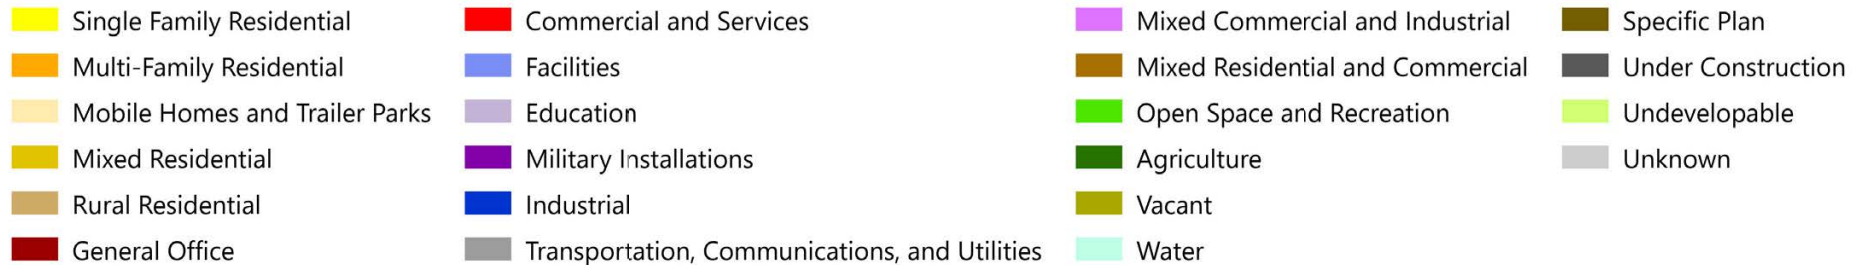 Single Family Residential
Multi-Family Residential
Mobile Homes and Trailer Parks
Mixed Residential
Rural Residential
General Office
Commercial and Services
Facilities
Education
Military Installations
Industrial
Transportation, Communications, and Utilities
Mixed Commercial and Industrial
Mixed Residential and Commercial
Open Space and Recreation
Agriculture
Vacant
Water
Specific Plan
Under Construction
Undevelopable
Unknown